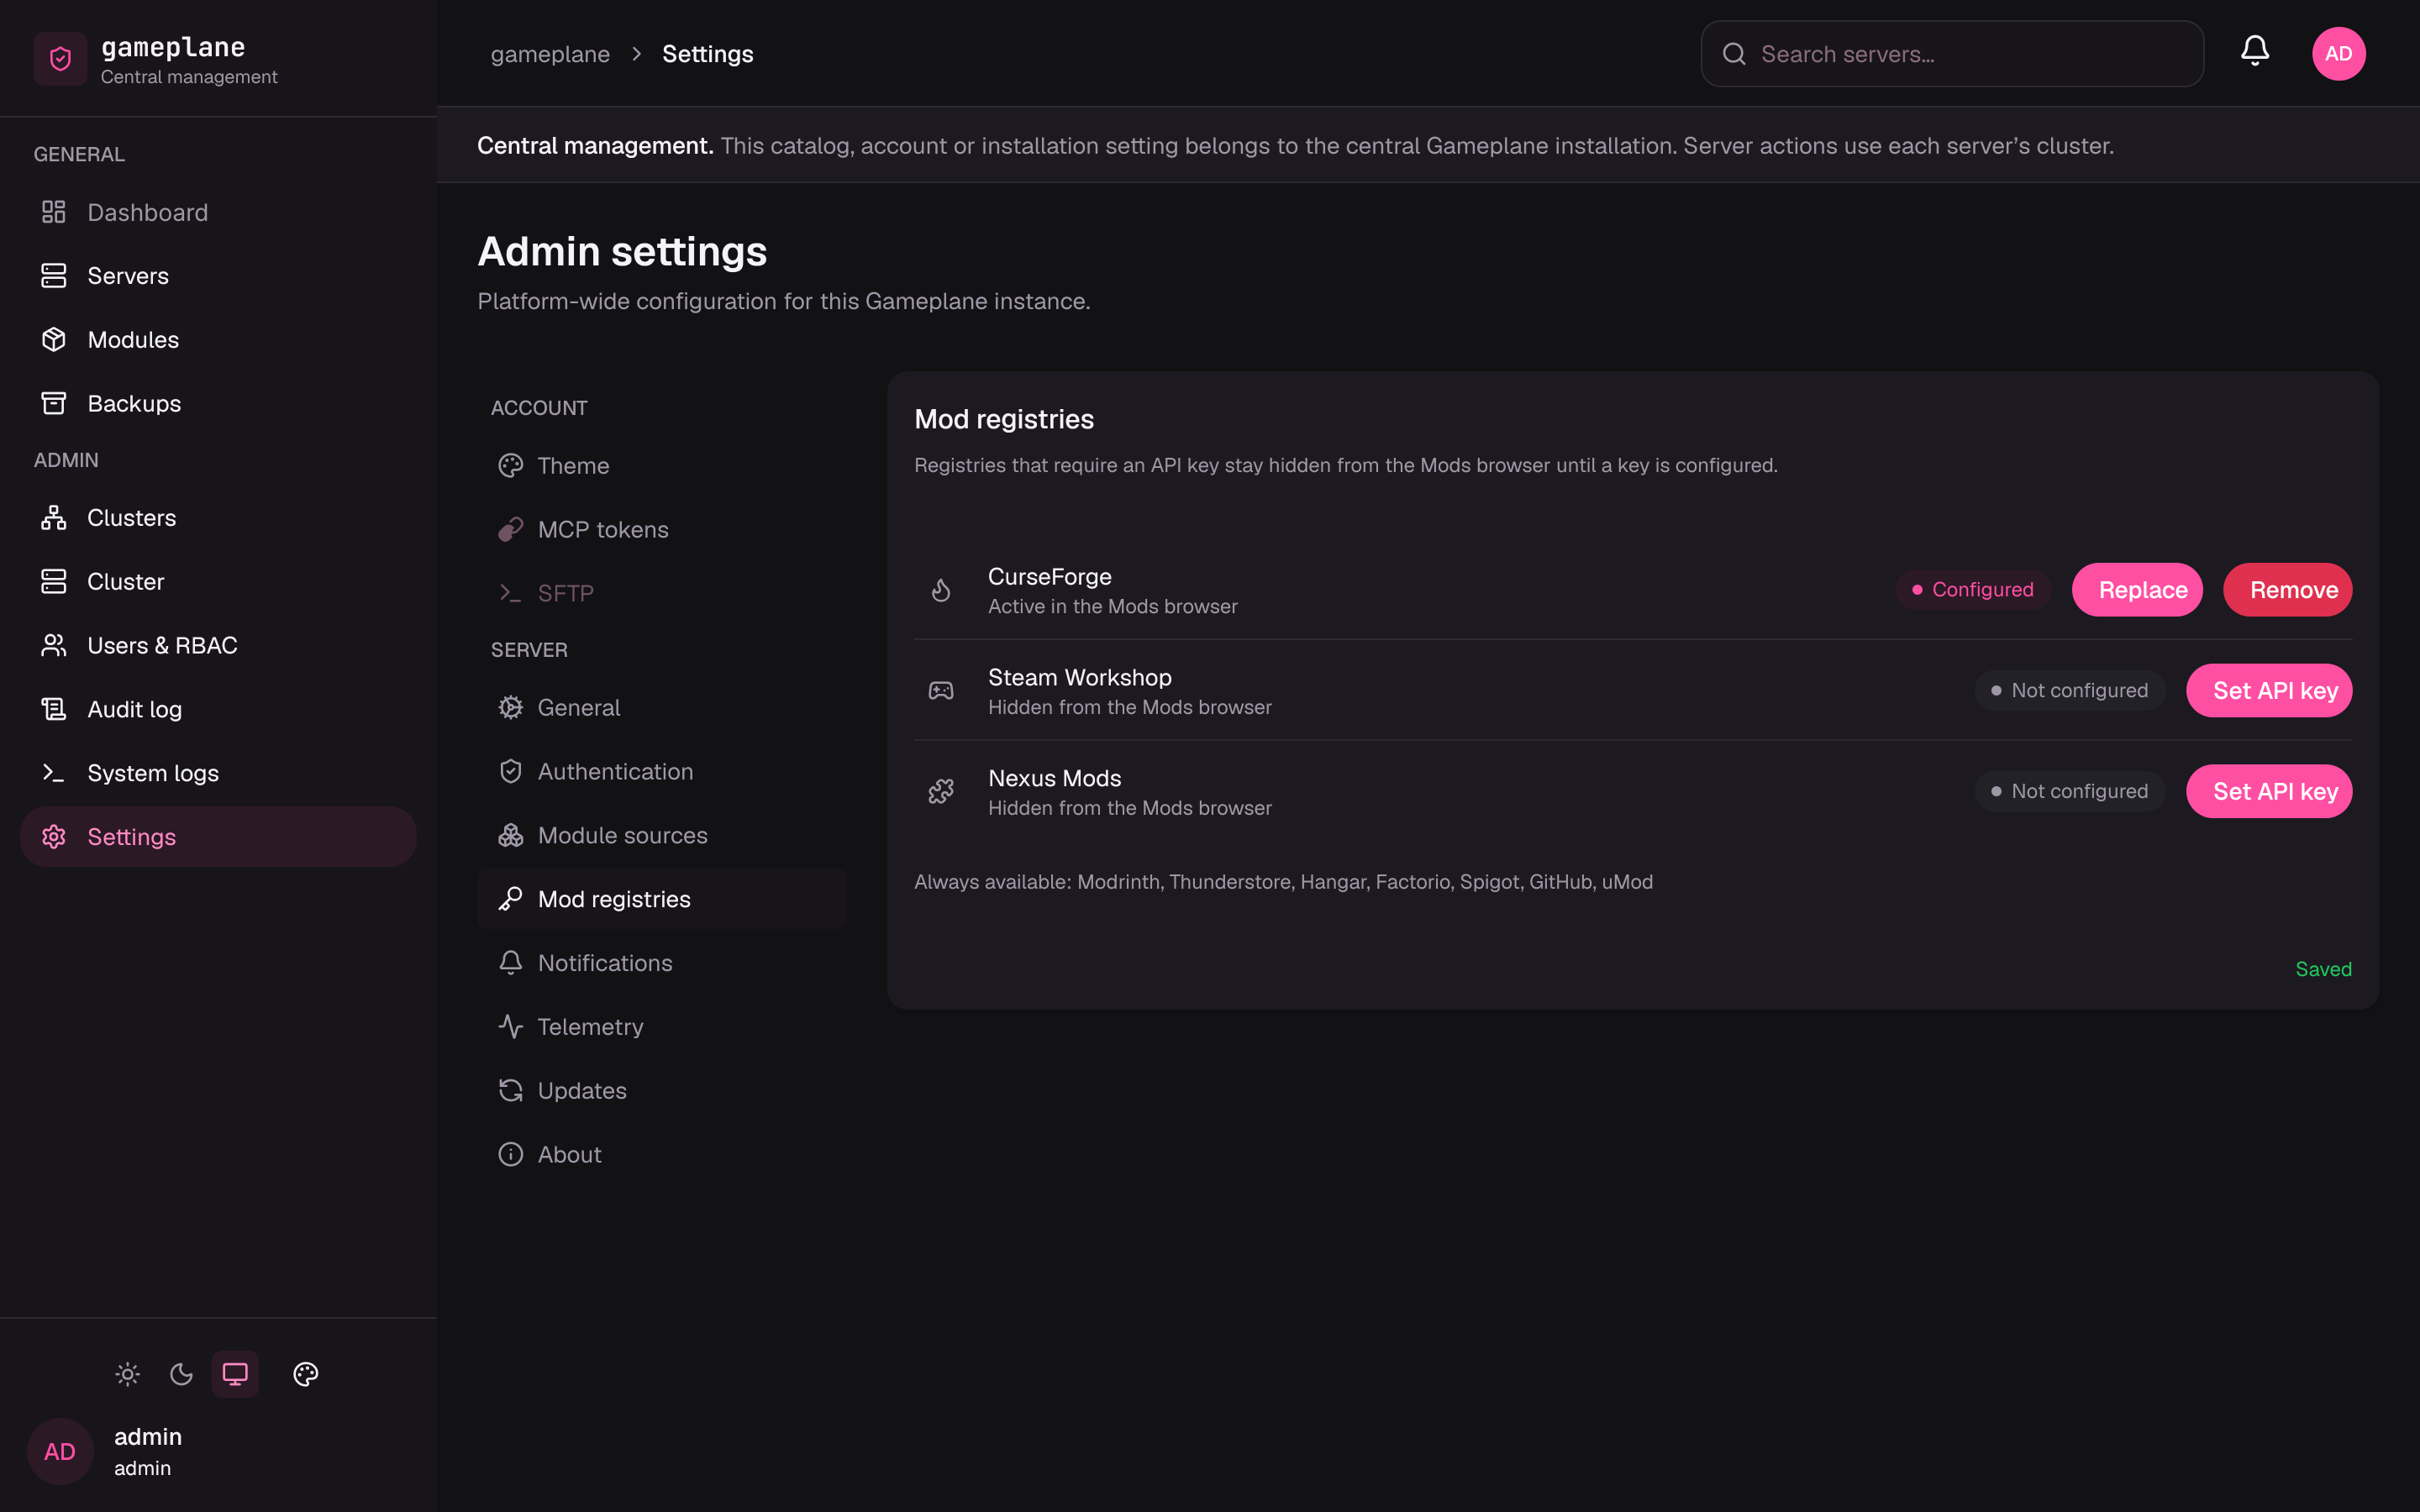 gameplane
Central management
GENERAL
Dashboard
Servers
Modules
Backups
ADMIN
Clusters
Cluster
Users & RBAC
Audit log
System logs
Settings
AD
admin
admin
gameplane > Settings
Search servers...
AD
Central management. This catalog, account or installation setting belongs to the central Gameplane installation. Server actions use each server’s cluster.
Admin settings
Platform-wide configuration for this Gameplane instance.
ACCOUNT
Theme
MCP tokens
SFTP
SERVER
General
Authentication
Module sources
Mod registries
Notifications
Telemetry
Updates
About
Mod registries
Registries that require an API key stay hidden from the Mods browser until a key is configured.
CurseForge
Active in the Mods browser
Configured
Replace
Remove
Steam Workshop
Hidden from the Mods browser
Not configured
Set API key
Nexus Mods
Hidden from the Mods browser
Not configured
Set API key
Always available: Modrinth, Thunderstore, Hangar, Factorio, Spigot, GitHub, uMod
Saved